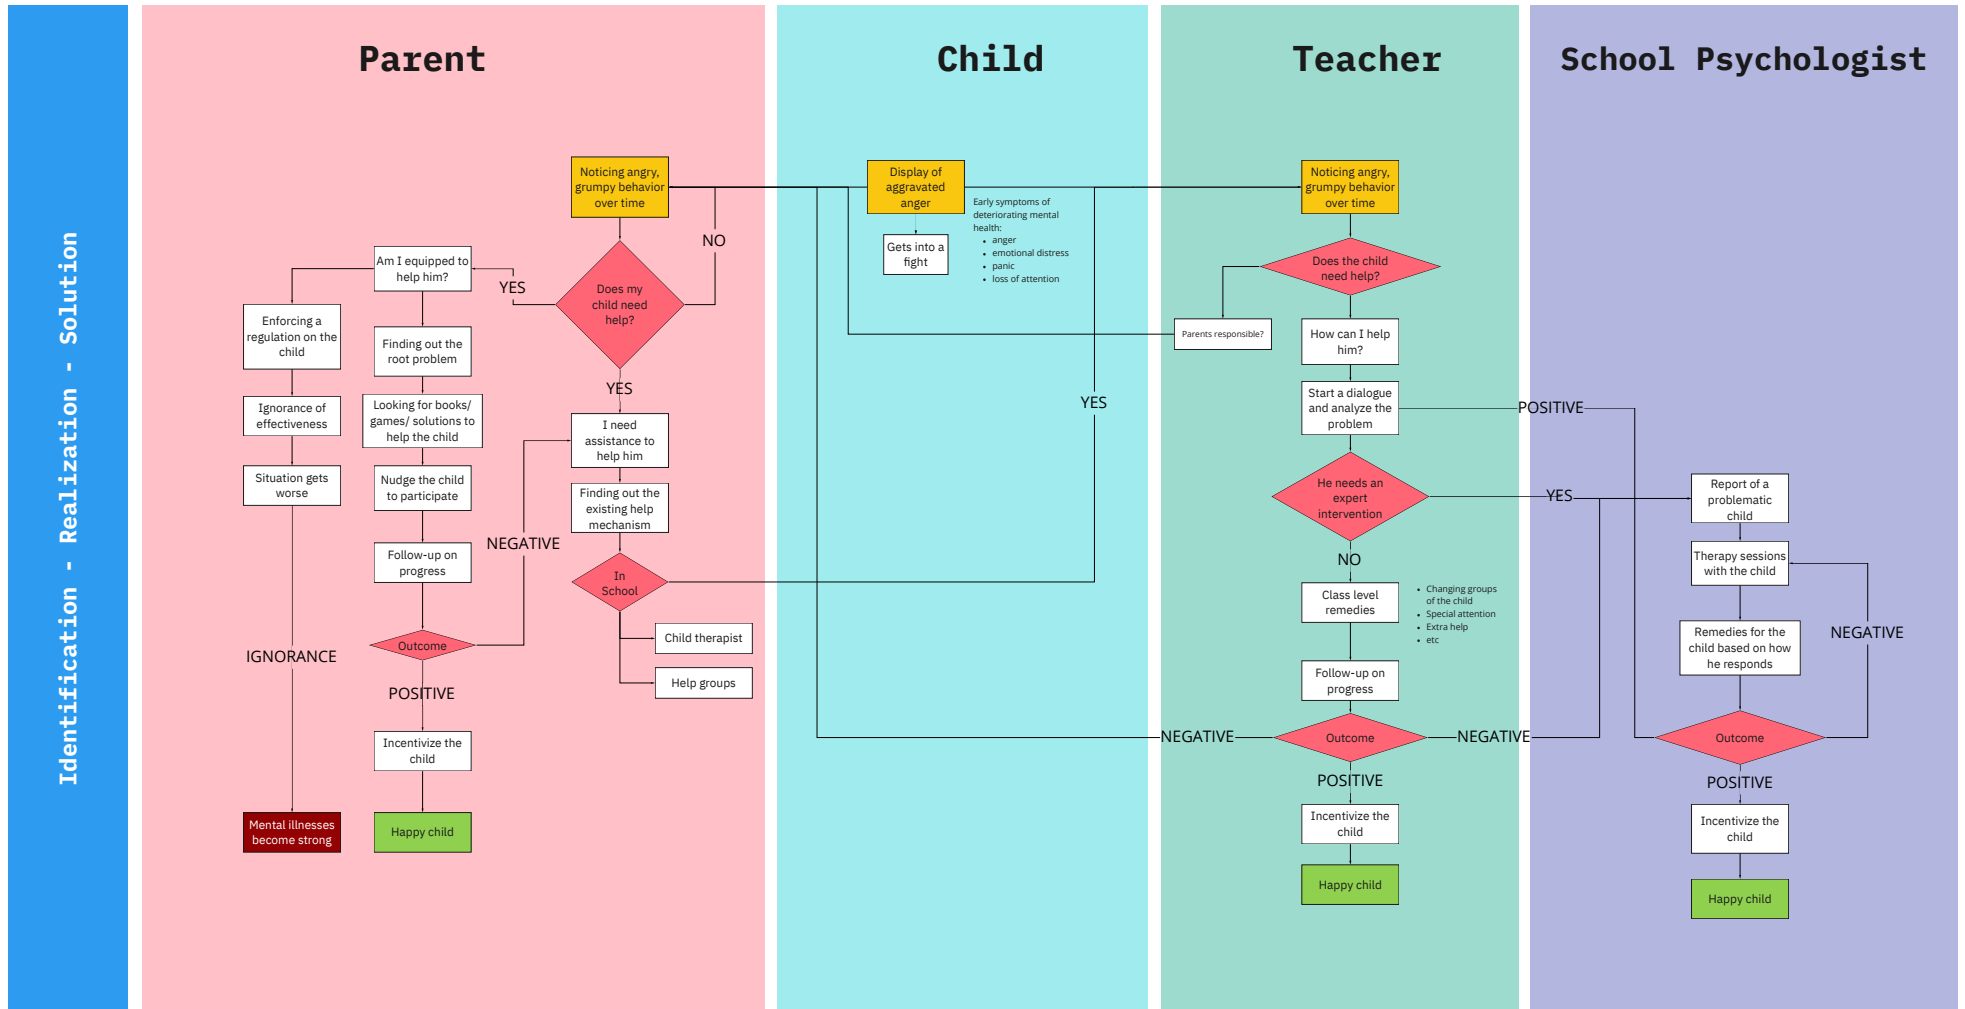 Identification - Realization - Solution
Parent
Noticing angry,
grumpy behavior
over time
NO
Does my
child need
help?
YES
Am I equipped to
help him?
Enforcing a
regulation on the
child
Ignorance of
effectiveness
Situation gets
worse
IGNORANCE
Mental illnesses
become strong
Finding out the
root problem
Looking for books/
games/ solutions to
help the child
Nudge the child
to participate
Follow-up on
progress
Outcome
POSITIVE
Incentivize the
child
Happy child
NEGATIVE
YES
I need
assistance to
help him
Finding out the
existing help
mechanism
In
School
Child therapist
Help groups
Child
Display of
aggravated
anger
Gets into a
fight
Early symptoms of
deteriorating mental
health:
• anger
• emotional distress
• panic
• loss of attention
YES
Teacher
Noticing angry,
grumpy behavior
over time
Does the child
need help?
Parents responsible?
How can I help
him?
Start a dialogue
and analyze the
problem
POSITIVE
He needs an
expert
intervention
YES
NO
Class level
remedies
• Changing groups
of the child
• Special attention
• Extra help
• etc
Follow-up on
progress
NEGATIVE
Outcome
NEGATIVE
POSITIVE
Incentivize the
child
Happy child
School Psychologist
Report of a
problematic
child
Therapy sessions
with the child
Remedies for the
child based on how
he responds
NEGATIVE
Outcome
POSITIVE
Incentivize the
child
Happy child